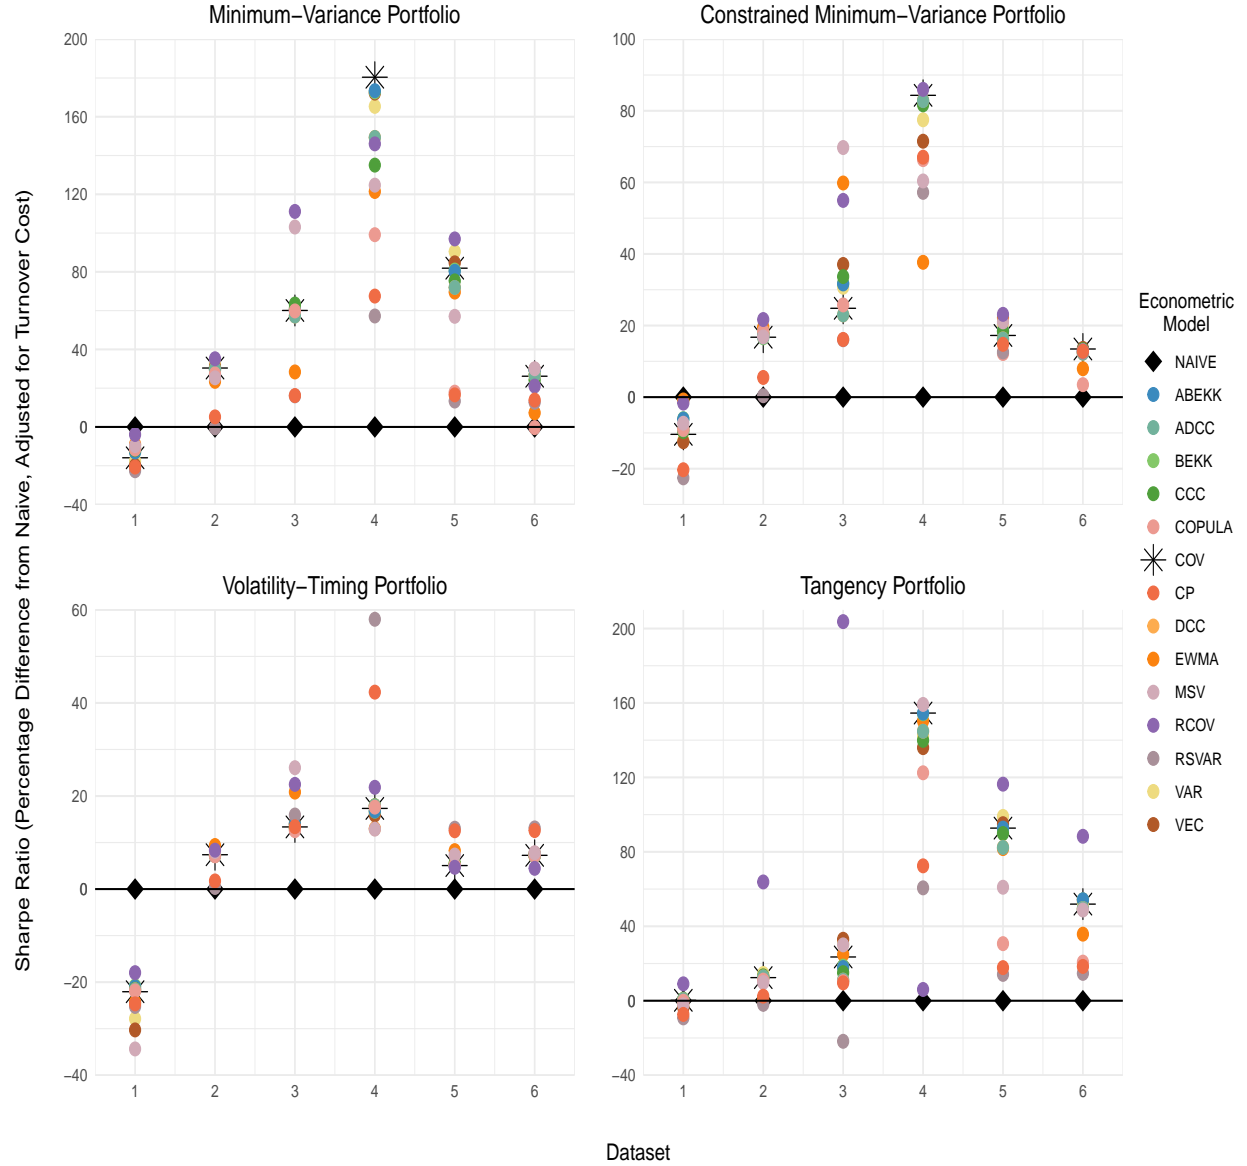 Minimum−Variance Portfolio
Constrained Minimum−Variance Portfolio
200
160
120
80
40
0
−40
1 2 3 4 5 6
100
80
60
40
20
0
−20
1 2 3 4 5 6
Volatility−Timing Portfolio
Tangency Portfolio
60
40
20
0
−20
−40
1 2 3 4 5 6
200
160
120
80
40
0
−40
1 2 3 4 5 6
Sharpe Ratio (Percentage Difference from Naive, Adjusted for Turnover Cost)
Dataset
Econometric
Model
NAIVE
ABEKK
ADCC
BEKK
CCC
COPULA
COV
CP
DCC
EWMA
MSV
RCOV
RSVAR
VAR
VEC